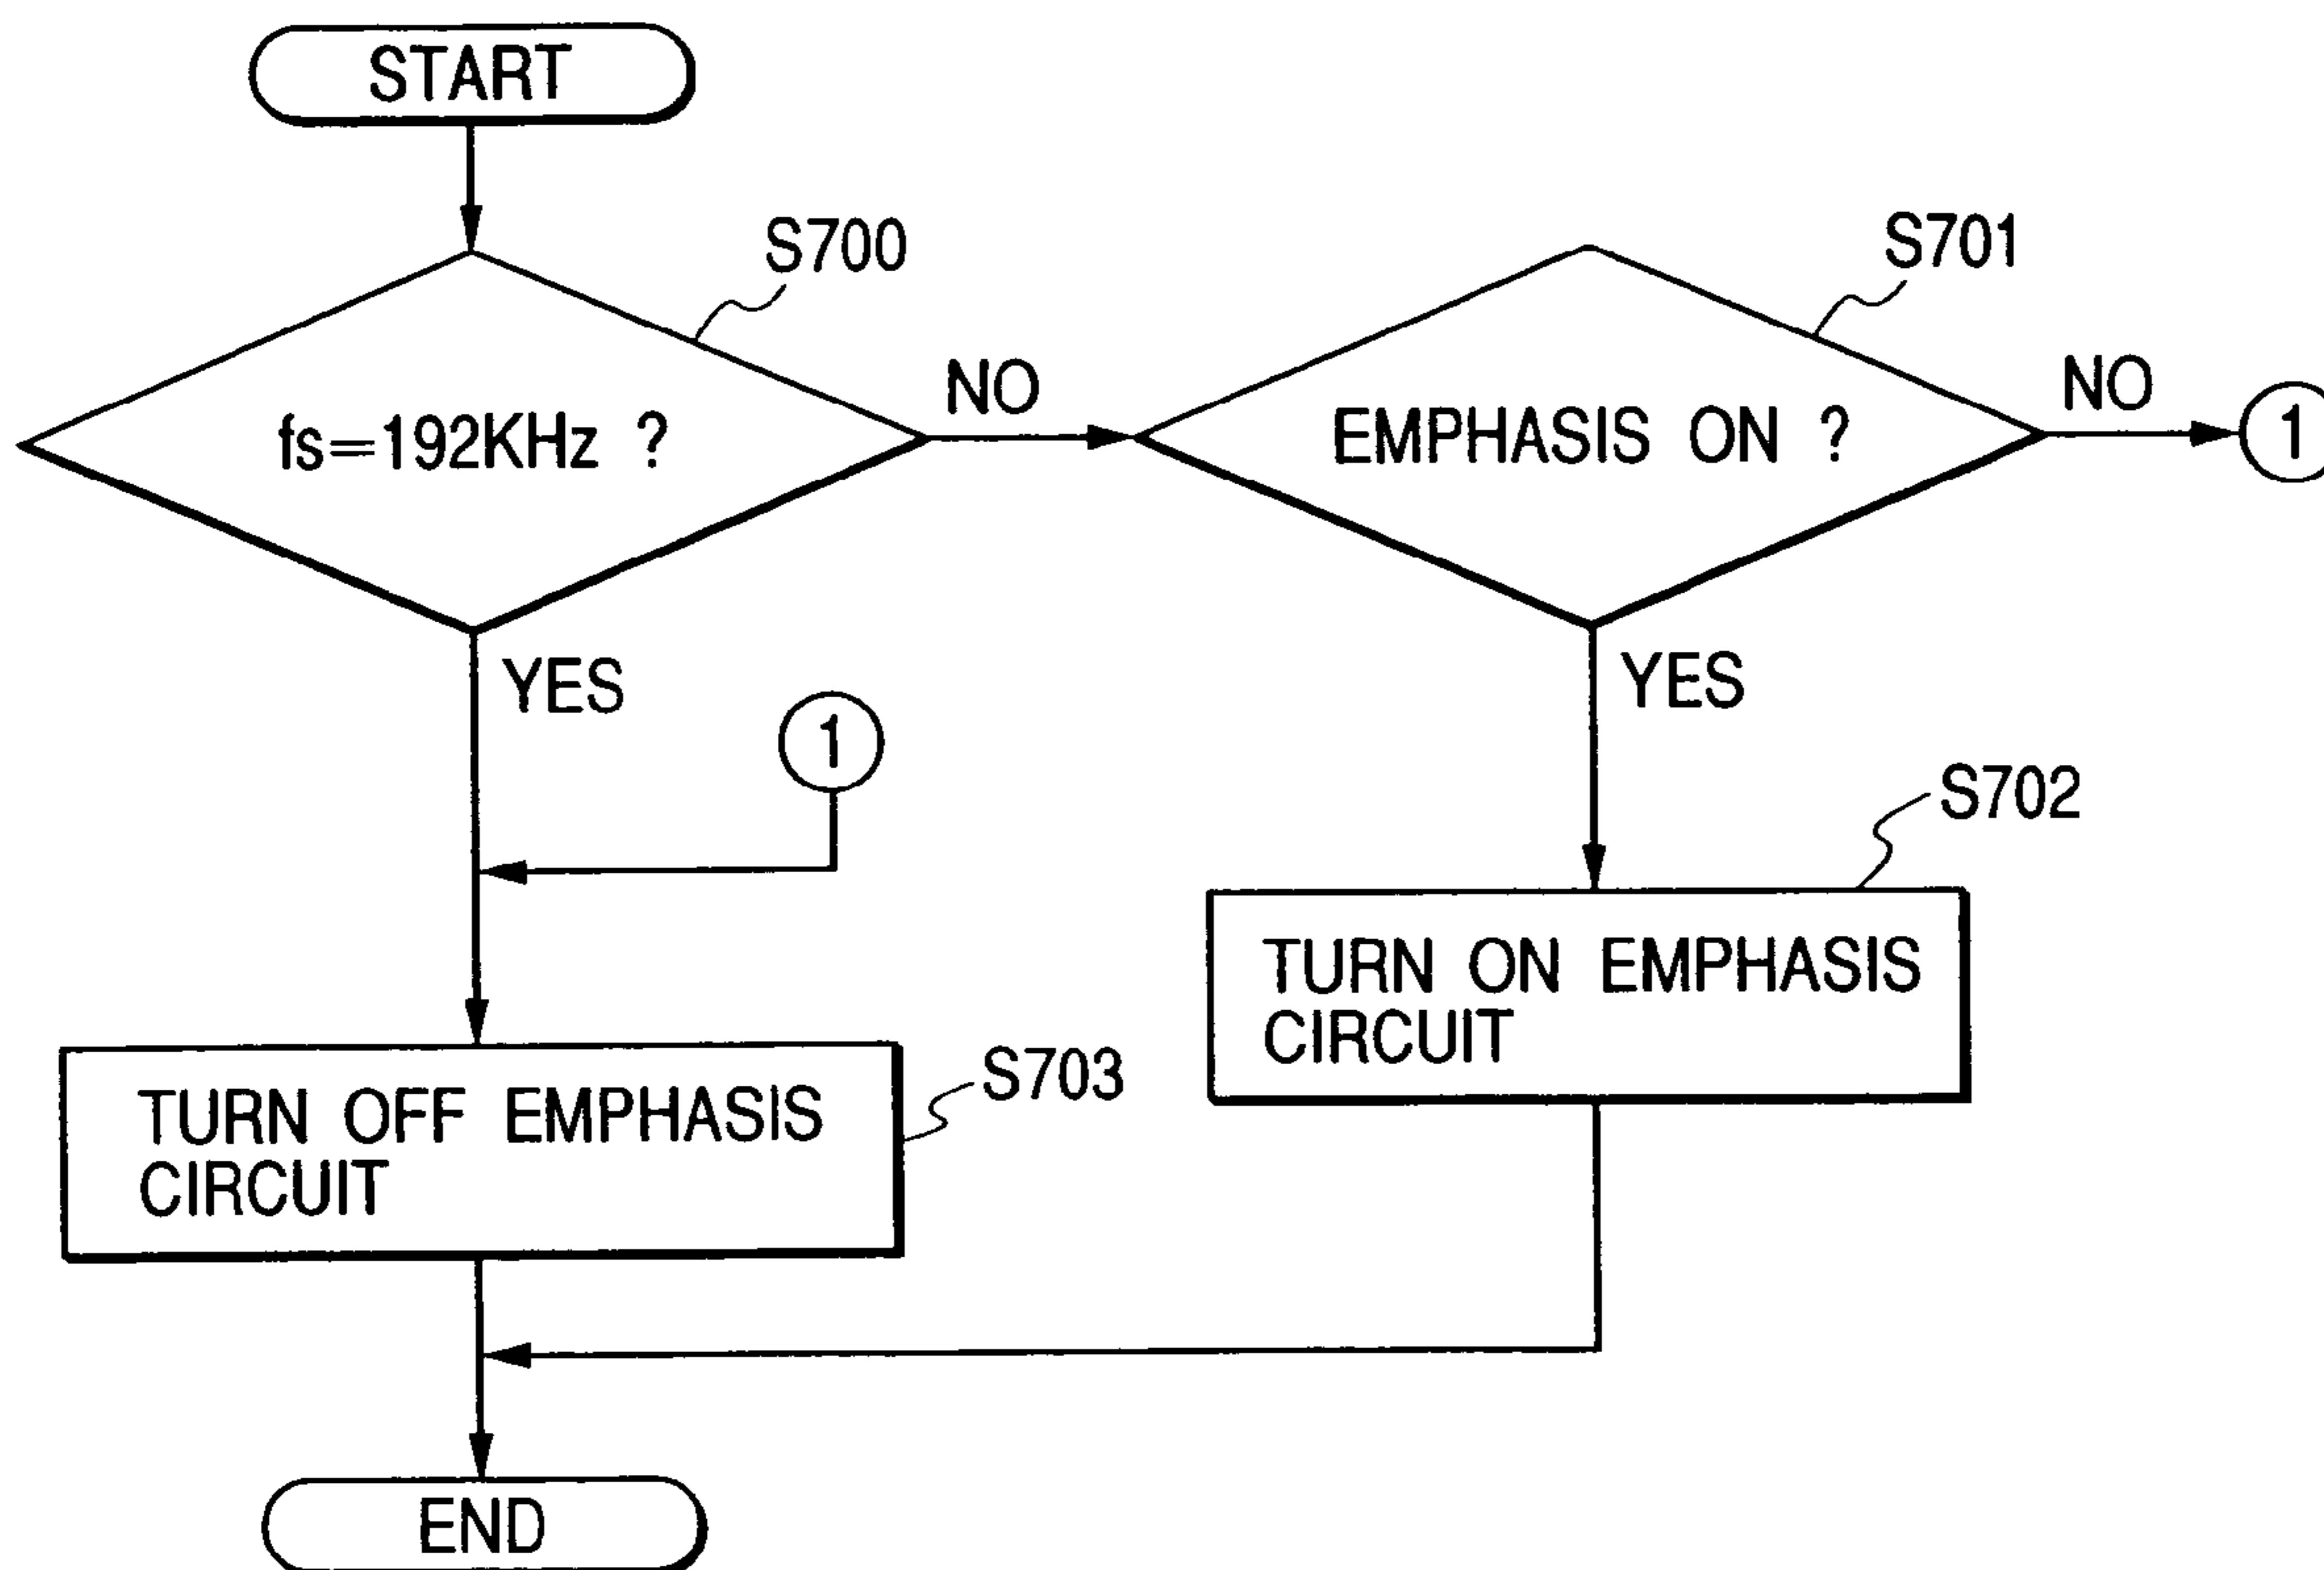 START
S700
fs=192KHz ?
NO
S701
EMPHASIS ON ?
NO
1
YES
1
YES
S702
TURN ON EMPHASIS
CIRCUIT
S703
TURN OFF EMPHASIS
CIRCUIT
END